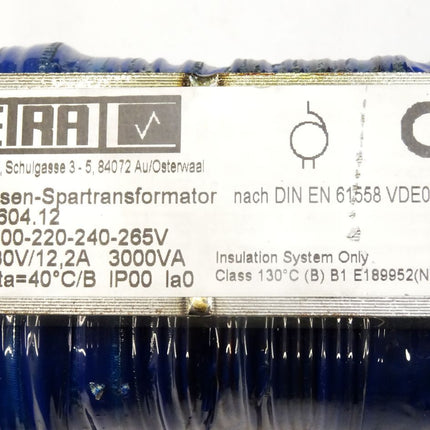 ERA
, Schulgasse 3 - 5, 84072 Au/Osterwaal
sen-Spartransformator nach DIN EN 61558 VDE0
604.12
00-220-240-265V
30V/12,2A 3000VA Insulation System Only
ta=40°C/B IP00 Ia0 Class 130°C (B) B1 E189952(N